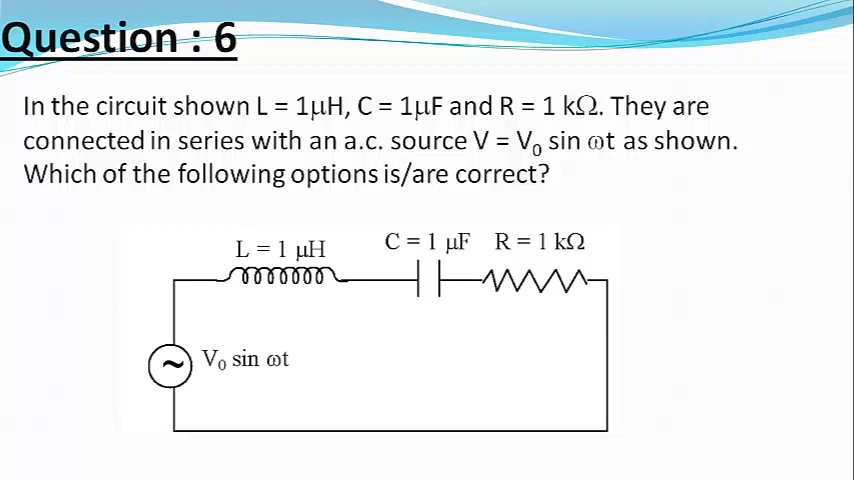 Question : 6
In the circuit shown L = 1μH, C = 1μF and R = 1 kΩ. They are
connected in series with an a.c. source V = V₀ sin ωt as shown.
Which of the following options is/are correct?
L = 1 μH C = 1 μF R = 1 kΩ
~ V₀ sin ωt